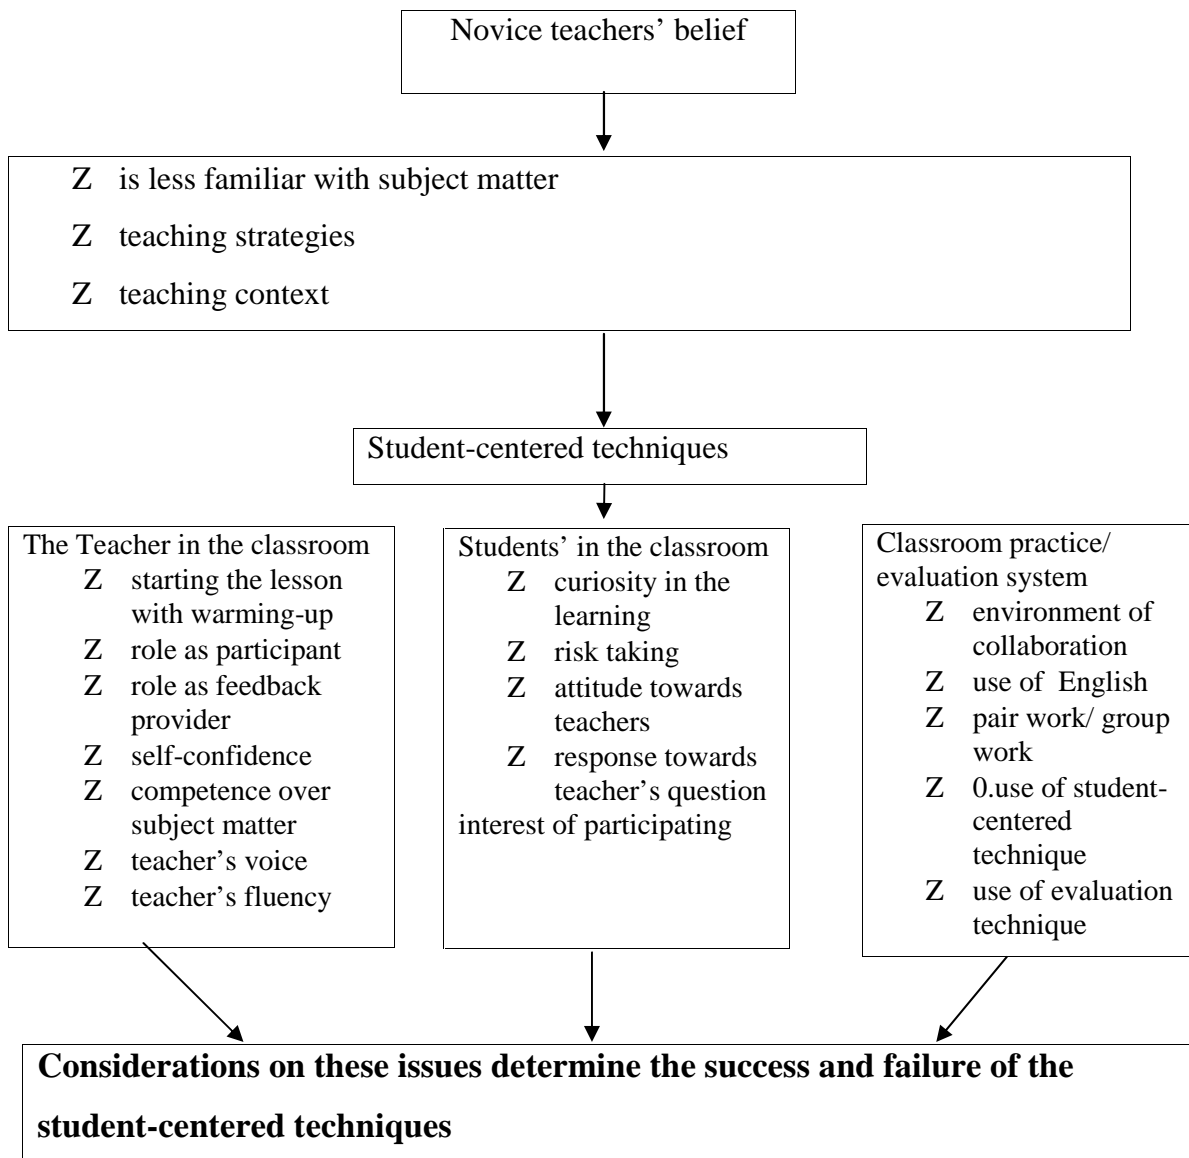 Novice teachers’ belief
Z is less familiar with subject matter
Z teaching strategies
Z teaching context
Student-centered techniques
The Teacher in the classroom
Z starting the lesson
with warming-up
Z role as participant
Z role as feedback
provider
Z self-confidence
Z competence over
subject matter
Z teacher’s voice
Z teacher’s fluency
Students’ in the classroom
Z curiosity in the
learning
Z risk taking
Z attitude towards
teachers
Z response towards
teacher’s question
interest of participating
Classroom practice/
evaluation system
Z environment of
collaboration
Z use of English
Z pair work/ group
work
Z 0.use of student-
centered
technique
Z use of evaluation
technique
Considerations on these issues determine the success and failure of the
student-centered techniques